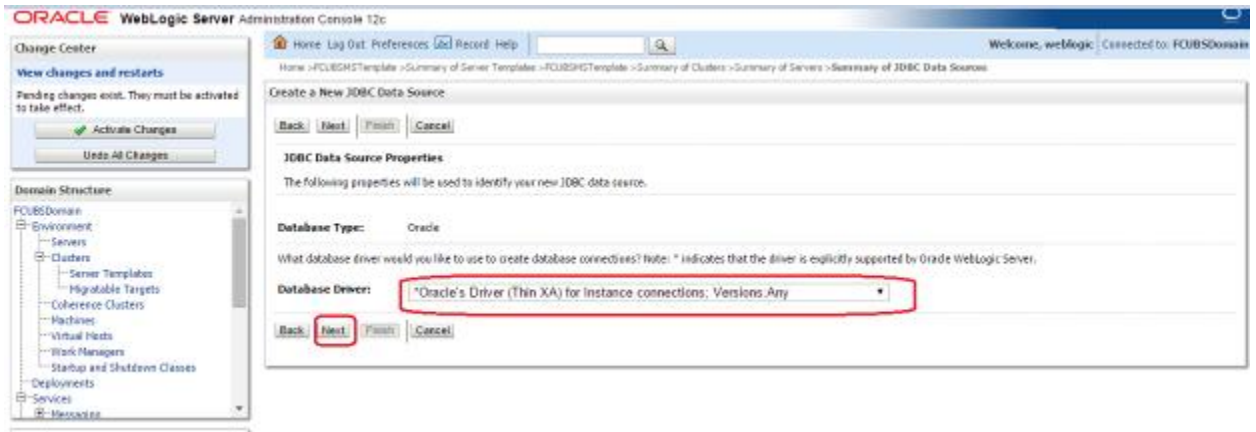 ORACLE WebLogic Server Administration Console 12c
Change Center
View changes and restarts
Pending changes exist. They must be activated
to take effect.
Activate Changes
Undo All Changes
Domain Structure
FCUBSDomain
Environment
Servers
Clusters
Server Templates
Migratable Targets
Coherence Clusters
Machines
Virtual Hosts
Work Managers
Startup and Shutdown Classes
Deployments
Services
Messaging
Home Log Out Preferences Record Help
Welcome, weblogic Connected to: FCUBSDomain
Home >FCUBSMSTemplate >Summary of Server Templates >FCUBSMSTemplate >Summary of Clusters >Summary of Servers >Summary of JDBC Data Sources
Create a New JDBC Data Source
Back Next Finish Cancel
JDBC Data Source Properties
The following properties will be used to identify your new JDBC data source.
Database Type: Oracle
What database driver would you like to use to create database connections? Note: * indicates that the driver is explicitly supported by Oracle WebLogic Server.
Database Driver: *Oracle's Driver (Thin XA) for Instance connections; Versions:Any
Back Next Finish Cancel